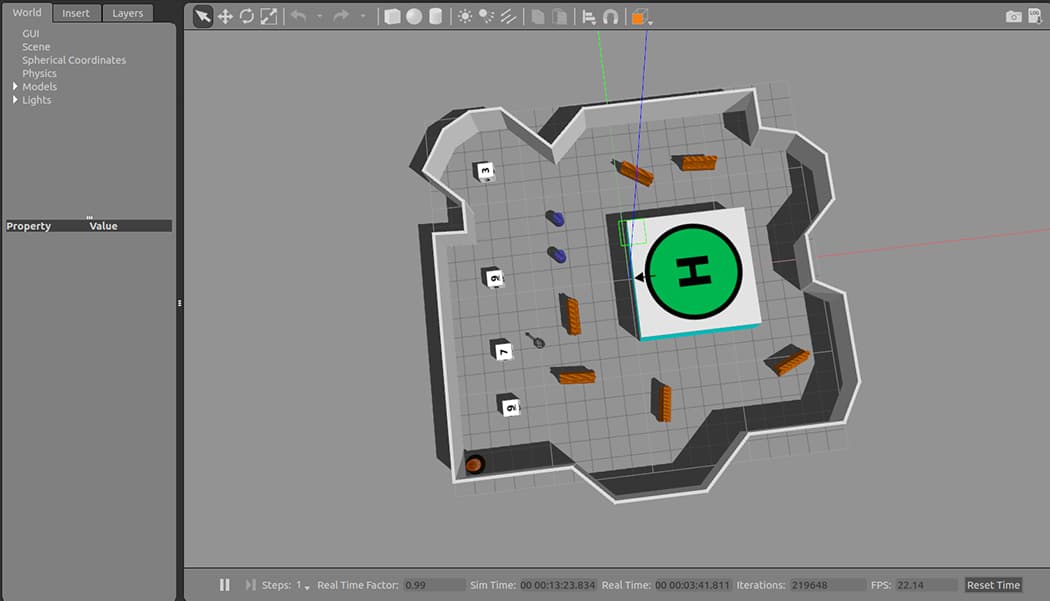 World Insert Layers
GUI
Scene
Spherical Coordinates
Physics
Models
Lights
Property Value
LOG
3
9
7
9
H
Steps: 1 Real Time Factor: 0.99 Sim Time: 00 00:13:23.834 Real Time: 00 00:03:41.811 Iterations: 219648 FPS: 22.14 Reset Time